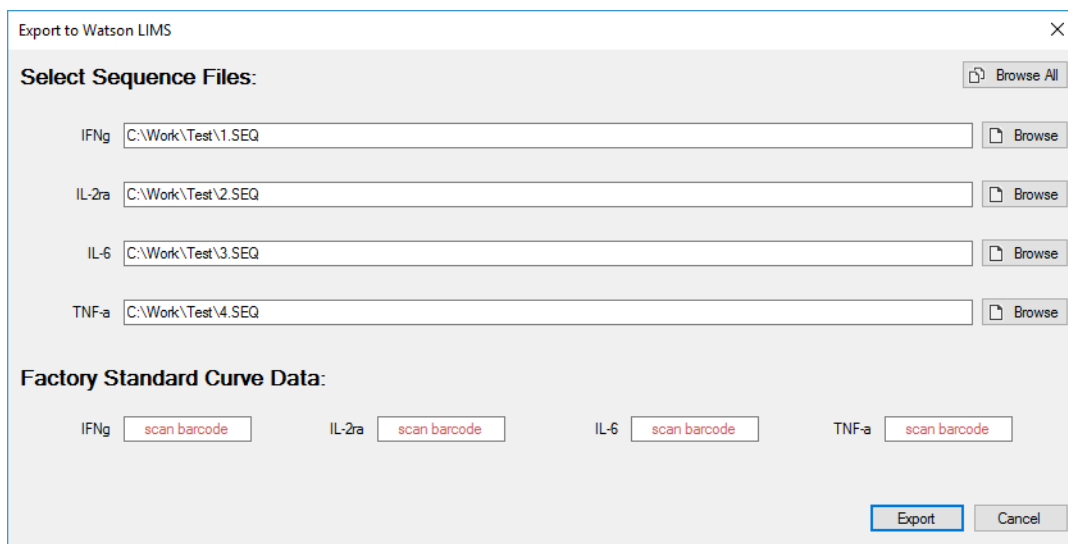 Export to Watson LIMS
Select Sequence Files:
Browse All
IFNg C:\Work\Test\1.SEQ Browse
IL-2ra C:\Work\Test\2.SEQ Browse
IL-6 C:\Work\Test\3.SEQ Browse
TNF-a C:\Work\Test\4.SEQ Browse
Factory Standard Curve Data:
IFNg scan barcode IL-2ra scan barcode IL-6 scan barcode TNF-a scan barcode
Export Cancel